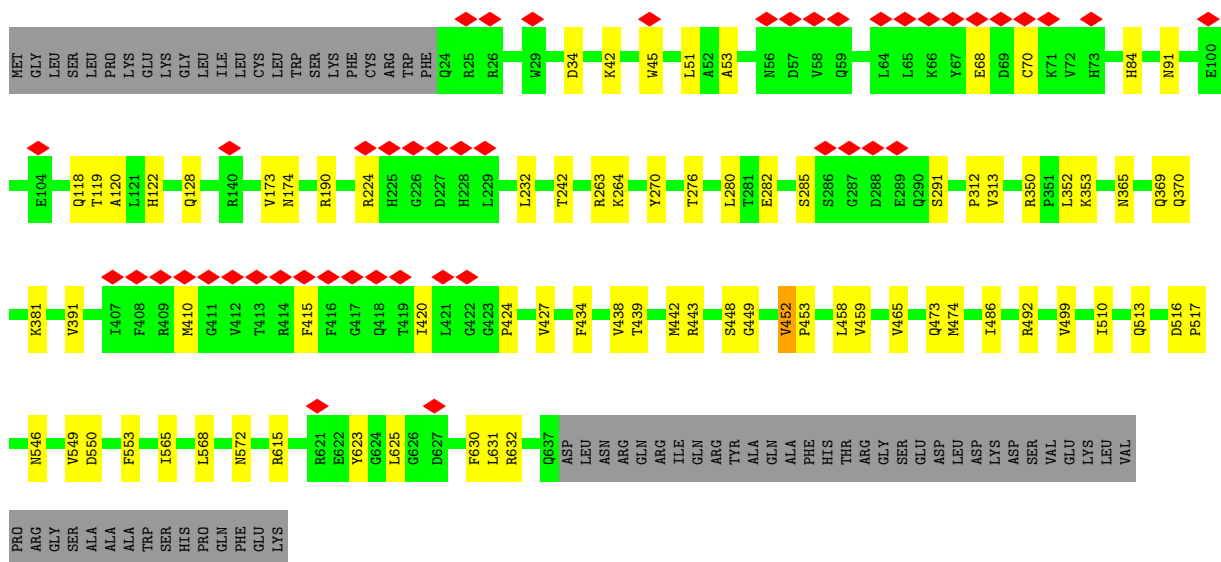 MET GLY LEU SER LEU PRO LYS GLU LYS GLY LEU ILE LEU CYS LEU TRP SER LYS PHE CYS ARG TRP PHE Q24 R25 R26 W29 D34 K42 W45 L51 A52 A53 N56 D57 V58 Q59 L64 L65 K66 Y67 E68 D69 C70 K71 V72 H73 H84 N91 E100
E104 Q118 T119 A120 L121 H122 Q128 R140 V173 N174 R190 R224 H225 G226 D227 H228 L229 L232 T242 R263 K264 Y270 T276 L280 T281 E282 S285 S286 G287 D288 E289 Q290 S291 P312 V313 R350 P351 L352 K353 N365 Q369 Q370
K381 V391 I407 F408 R409 M410 G411 V412 T413 R414 F415 F416 G417 Q418 T419 I420 L421 G422 G423 P424 V427 F434 V438 T439 M442 R443 S448 G449 V452 P453 L458 V459 V465 Q473 M474 I486 R492 V499 I510 Q513 D516 P517
N546 V549 D550 F553 I565 L568 N572 R615 R621 E622 Y623 G624 L625 G626 D627 F630 L631 R632 Q637 ASP LEU ASN ARG GLN ARG ILE GLN ARG TYR ALA GLN ALA PHE HIS THR ARG GLY SER GLU ASP LEU ASP LYS ASP SER VAL GLU LYS LEU VAL
PRO ARG GLY SER ALA ALA ALA TRP SER HIS PRO GLN PHE GLU LYS